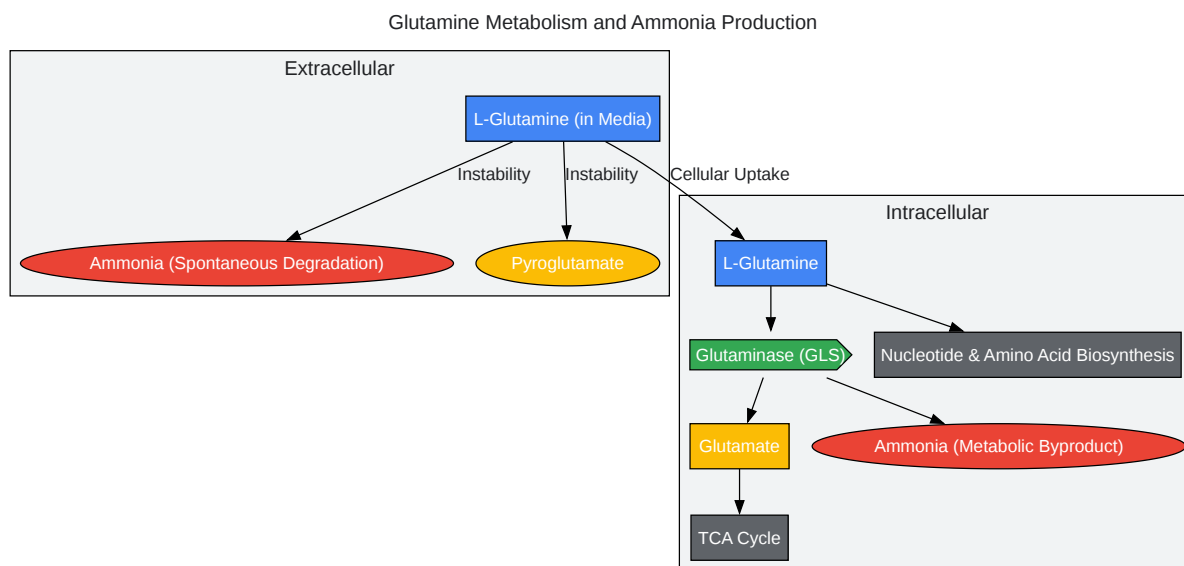 Glutamine Metabolism and Ammonia Production
Extracellular
L-Glutamine (in Media)
Instability
Instability
Cellular Uptake
Ammonia (Spontaneous Degradation)
Pyroglutamate
Intracellular
L-Glutamine
Glutaminase (GLS)
Nucleotide & Amino Acid Biosynthesis
Glutamate
Ammonia (Metabolic Byproduct)
TCA Cycle